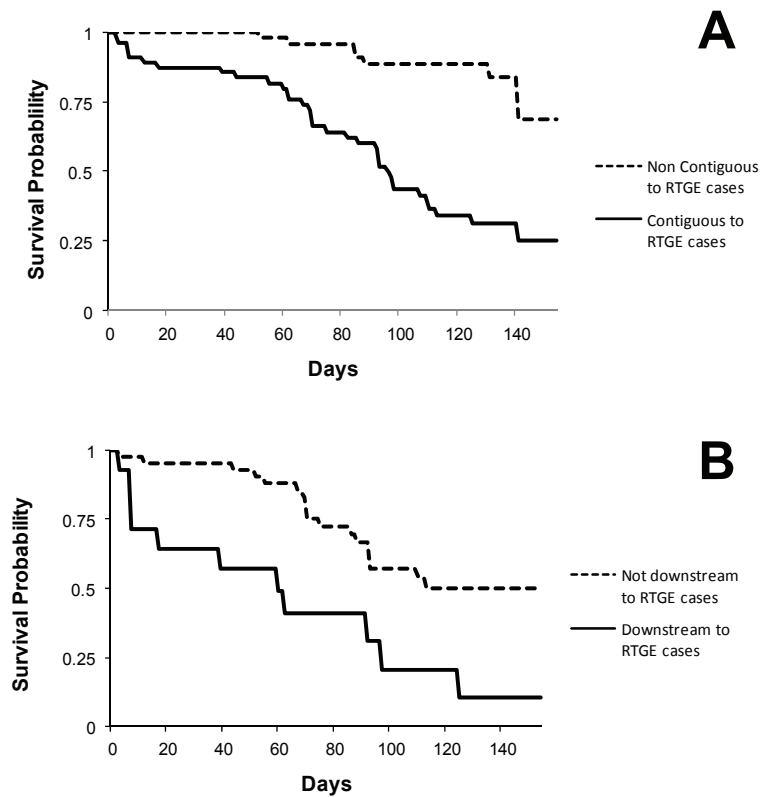 A
1
0.75
0.5
0.25
0
Survival Probablility
0 20 40 60 80 100 120 140
Days
Non Contiguous
to RTGE cases
Contiguous to
RTGE cases
B
1
0.75
0.5
0.25
0
Survival Probability
0 20 40 60 80 100 120 140
Days
Not downstream
to RTGE cases
Downstream to
RTGE cases